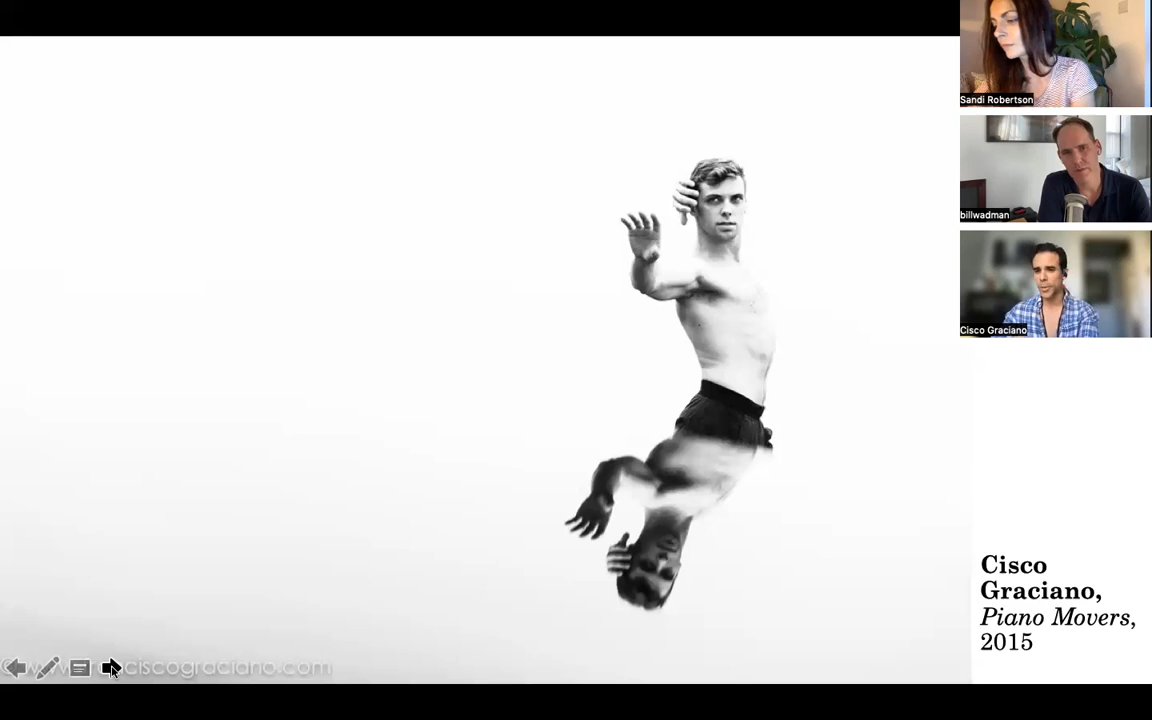 Sandi Robertson
billwadman
Cisco Graciano
Cisco
Graciano,
Piano Movers,
2015
ciscograciano.com